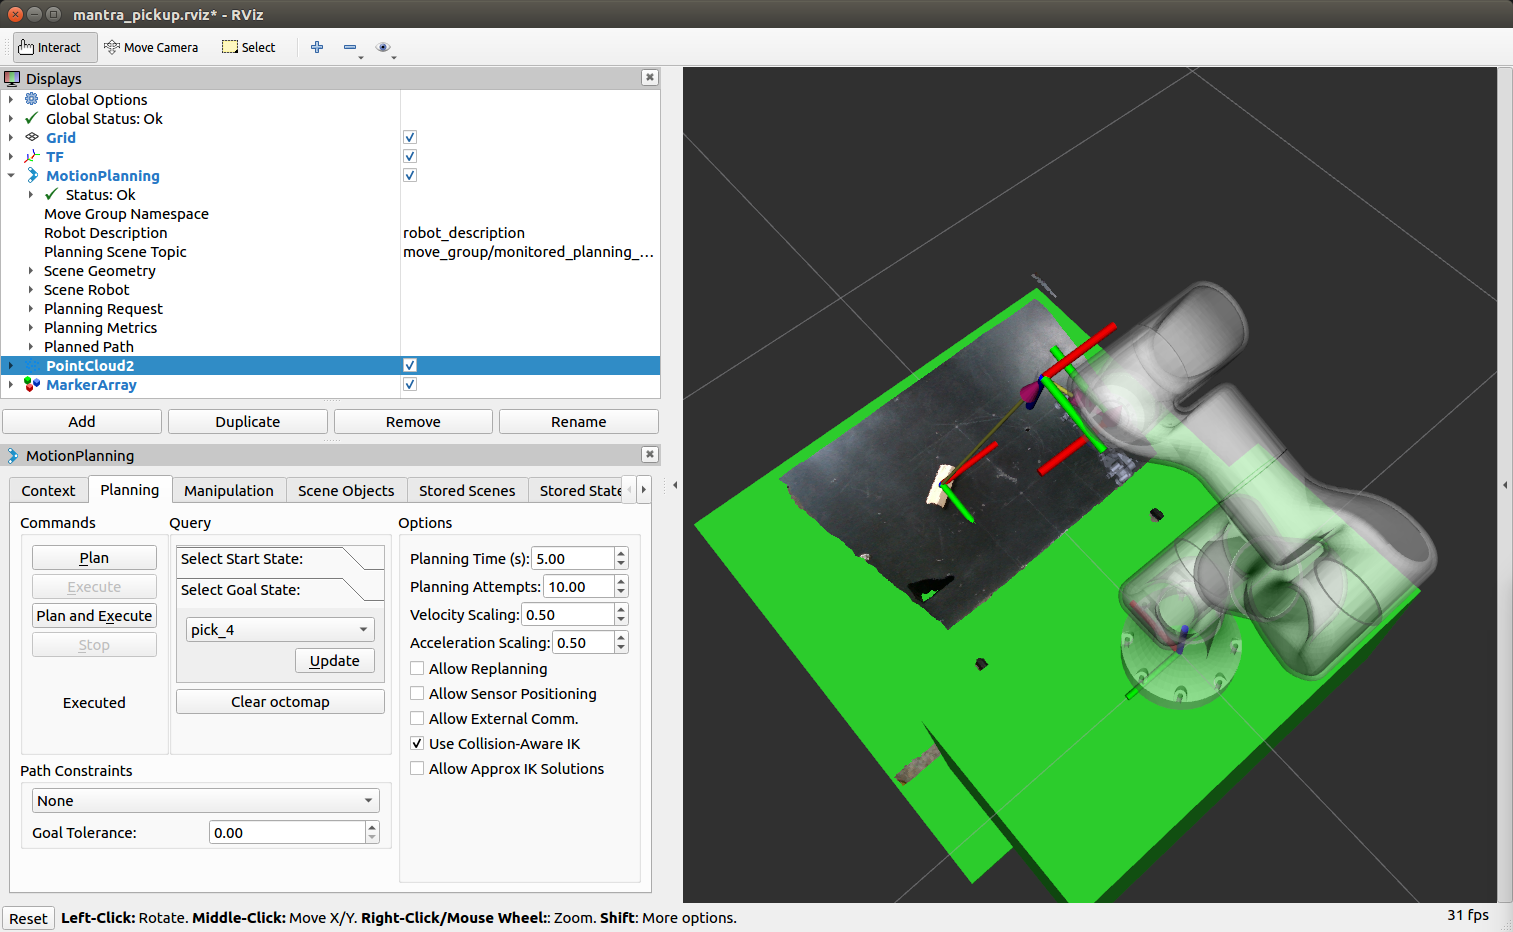 mantra_pickup.rviz* - RViz
Interact Move Camera Select
Displays
Global Options
Global Status: Ok
Grid
TF
MotionPlanning
Status: Ok
Move Group Namespace
Robot Description robot_description
Planning Scene Topic move_group/monitored_planning_...
Scene Geometry
Scene Robot
Planning Request
Planning Metrics
Planned Path
PointCloud2
MarkerArray
Add Duplicate Remove Rename
MotionPlanning
Context Planning Manipulation Scene Objects Stored Scenes Stored State
Commands Query Options
Plan
Execute
Plan and Execute
Stop
Executed
Select Start State:
Select Goal State:
pick_4
Update
Clear octomap
Planning Time (s): 5.00
Planning Attempts: 10.00
Velocity Scaling: 0.50
Acceleration Scaling: 0.50
Allow Replanning
Allow Sensor Positioning
Allow External Comm.
Use Collision-Aware IK
Allow Approx IK Solutions
Path Constraints
None
Goal Tolerance: 0.00
Reset Left-Click: Rotate. Middle-Click: Move X/Y. Right-Click/Mouse Wheel:: Zoom. Shift: More options. 31 fps